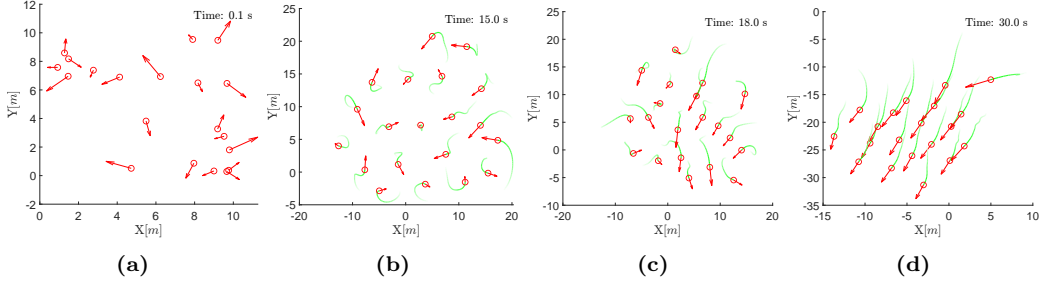 12
10
8
6
4
2
0
-2
Y[m]
0 2 4 6 8 10
X[m]
Time: 0.1 s
(a)
25
20
15
10
5
0
-5
Y[m]
-20 -10 0 10 20
X[m]
Time: 15.0 s
(b)
20
15
10
5
0
-5
-10
Y[m]
-20 -10 0 10 20
X[m]
Time: 18.0 s
(c)
0
-5
-10
-15
-20
-25
-30
-35
Y[m]
-15 -10 -5 0 5 10
X[m]
Time: 30.0 s
(d)